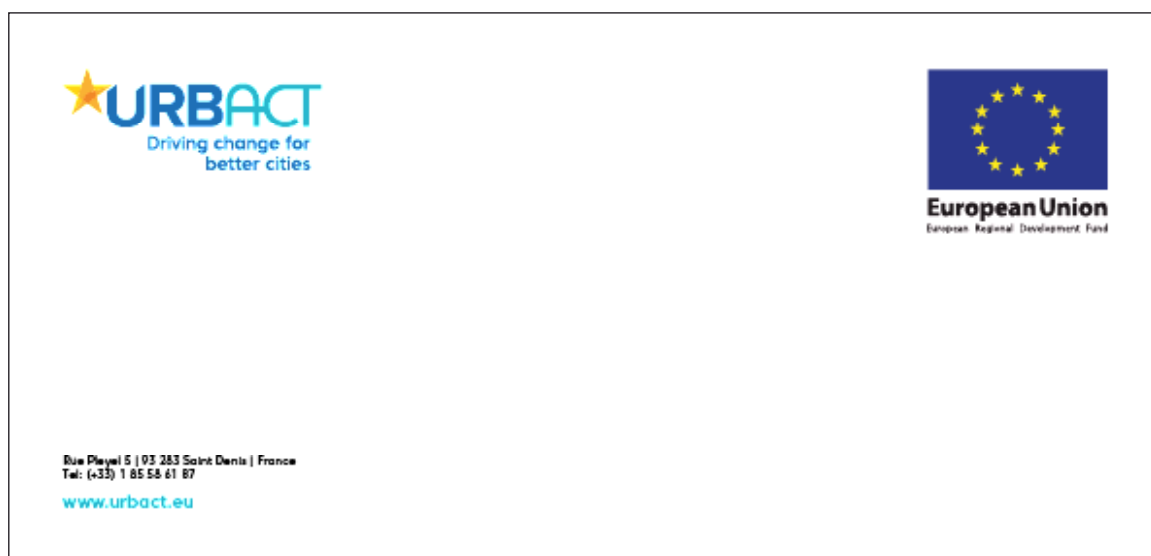 URBACT
Driving change for
better cities
European Union
European Regional Development Fund
Rue Pleyel 5 | 93 283 Saint Denis | France
Tel: (+33) 1 85 58 61 87
www.urbact.eu